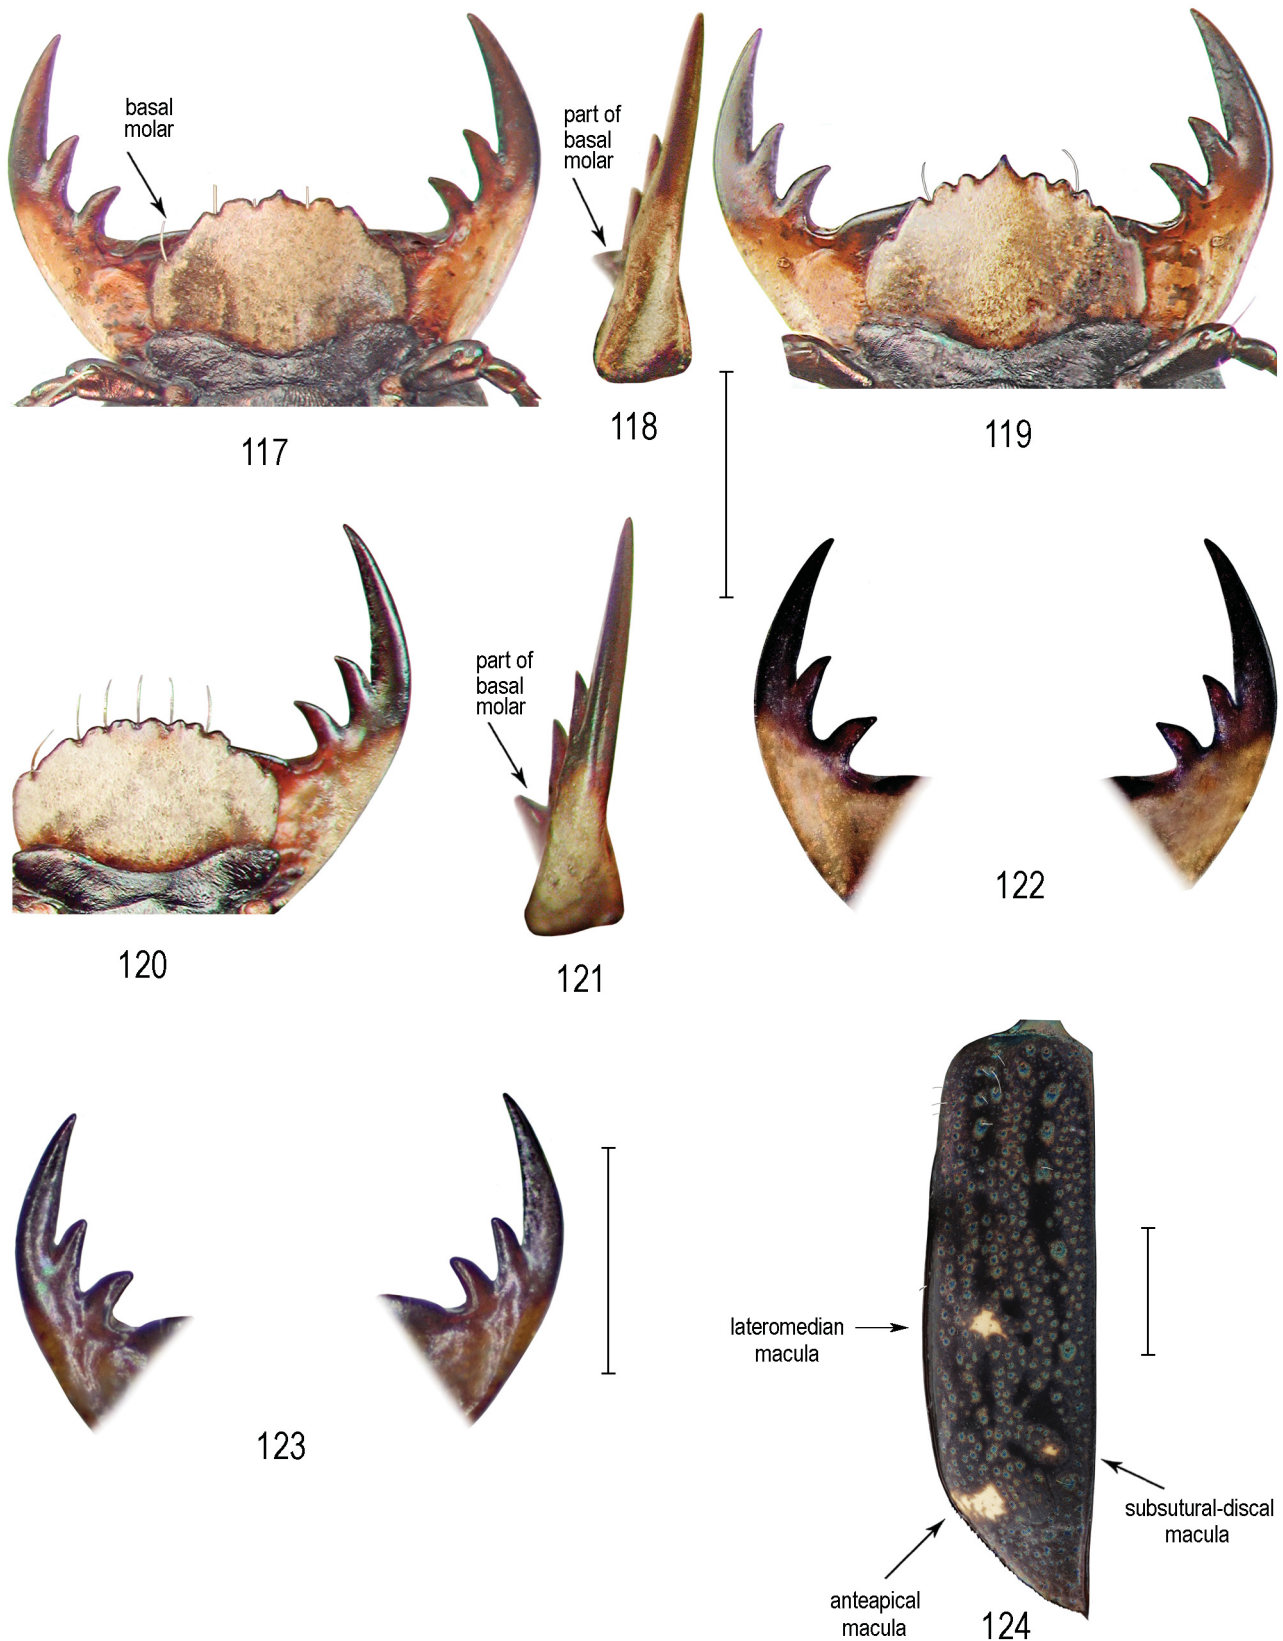 basal
molar
part of
basal
molar
117
118
119
part of
basal
molar
120
121
122
123
lateromedian
macula
subsutural-discal
macula
anteapical
macula
124